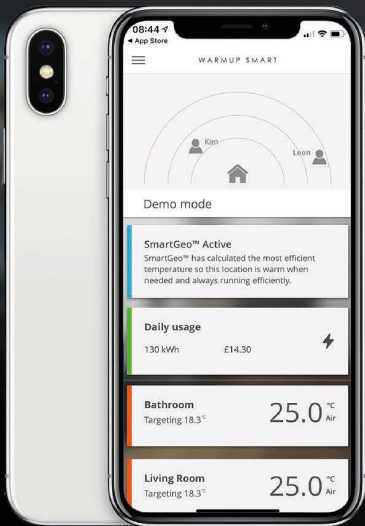 08:44
◀ App Store
WARMUP SMART
Kim
Leon
Demo mode
SmartGeo™ Active
SmartGeo™ has calculated the most efficient
temperature so this location is warm when
needed and always running efficiently.
Daily usage
130 kWh £14.30
Bathroom
Targeting 18.3°C
25.0 °C Air
Living Room
Targeting 18.3°C
25.0 °C Air